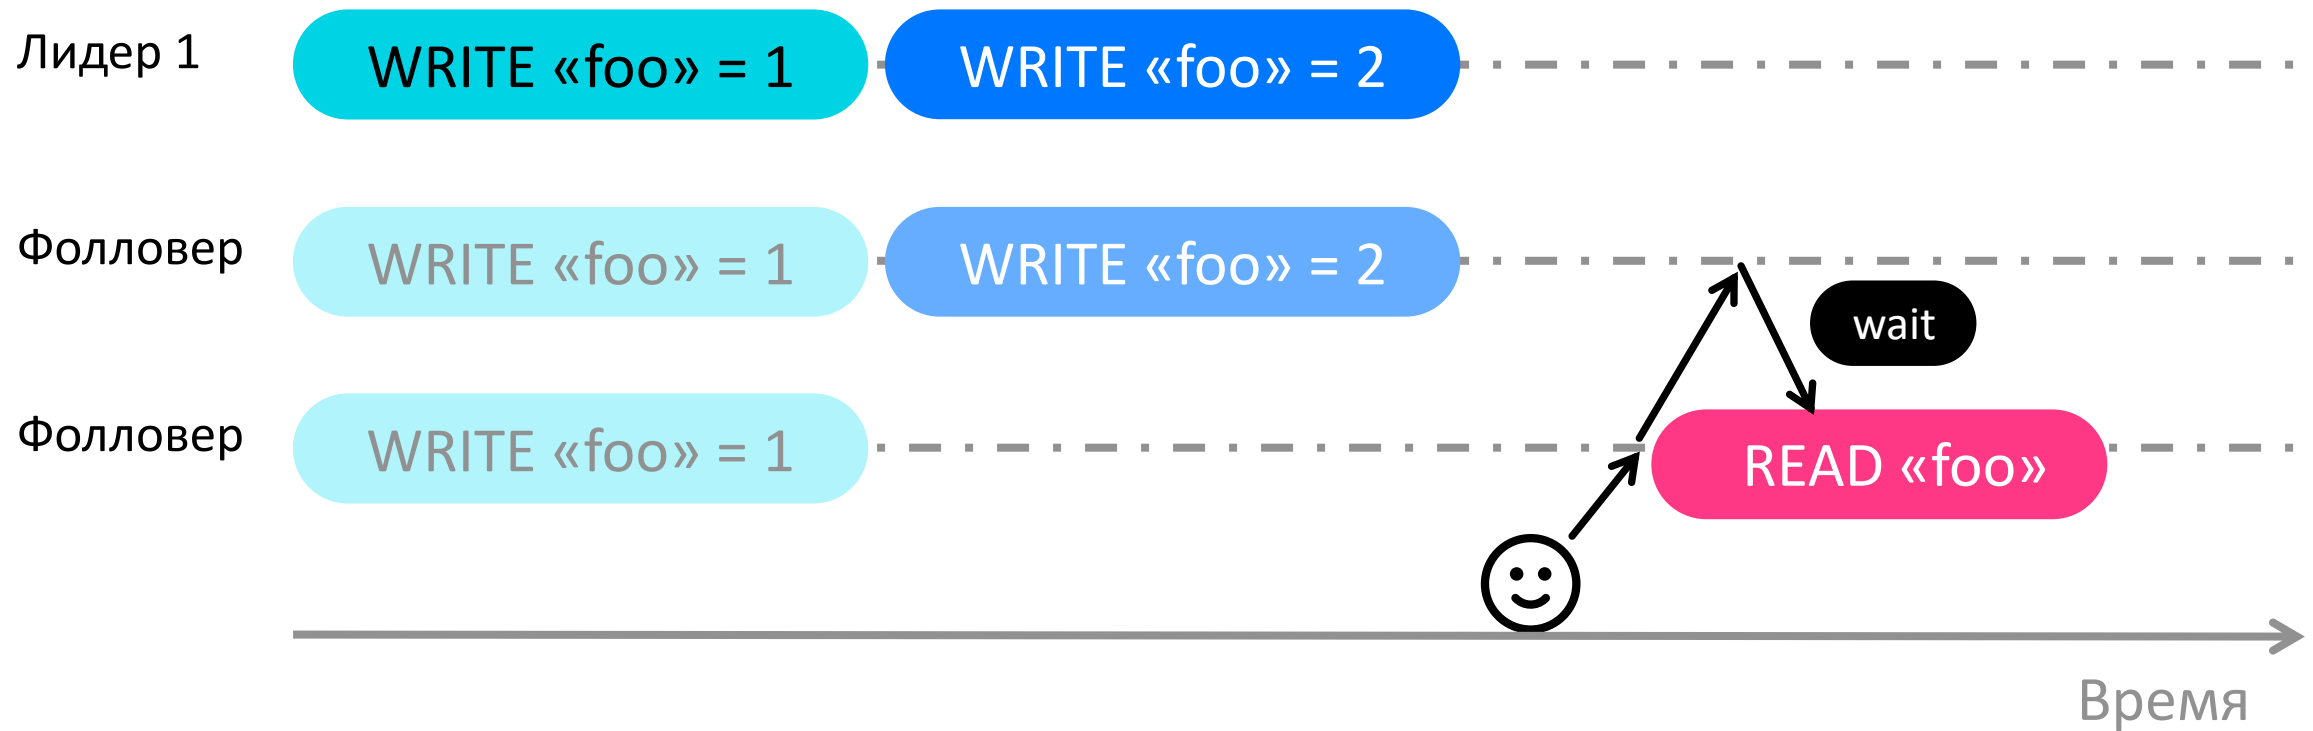 Лидер 1
WRITE «foo» = 1
WRITE «foo» = 2
Фолловер
WRITE «foo» = 1
WRITE «foo» = 2
wait
Фолловер
WRITE «foo» = 1
READ «foo»
Время